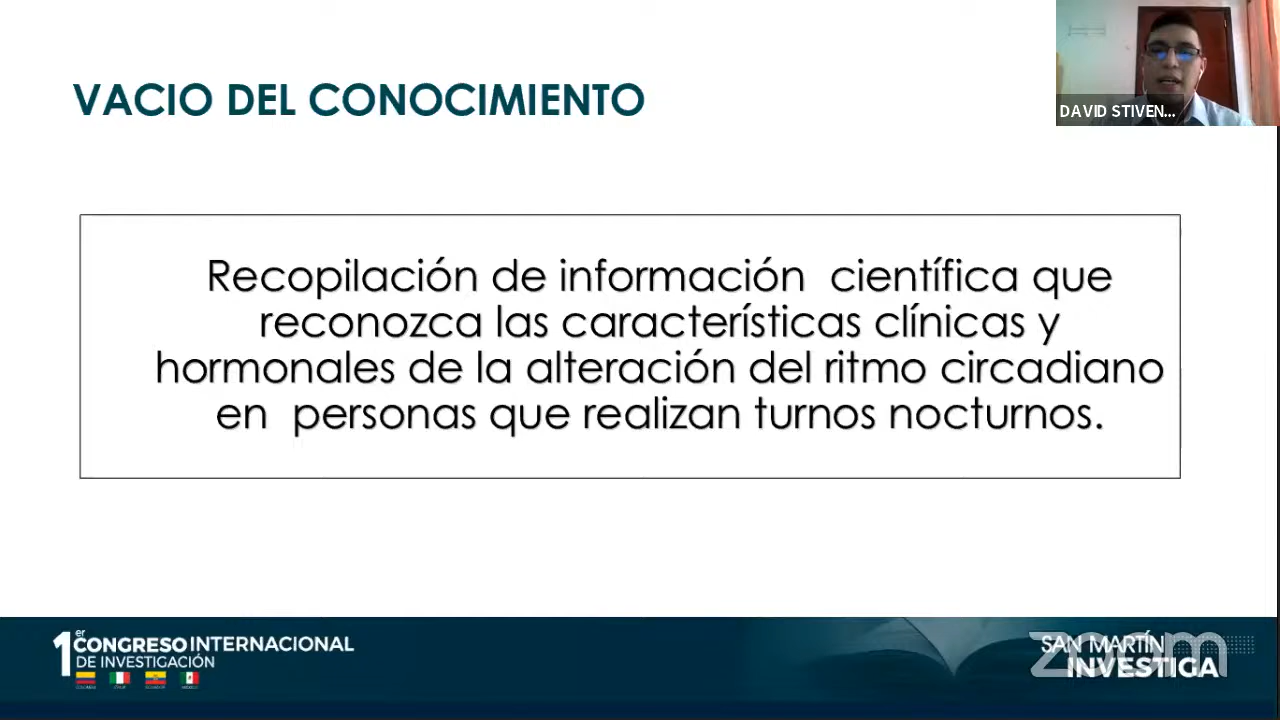 VACIO DEL CONOCIMIENTO
DAVID STIVEN...
Recopilación de información científica que
reconozca las características clínicas y
hormonales de la alteración del ritmo circadiano
en personas que realizan turnos nocturnos.
1er CONGRESO INTERNACIONAL
DE INVESTIGACIÓN
SAN MARTÍN
INVESTIGA
zoom